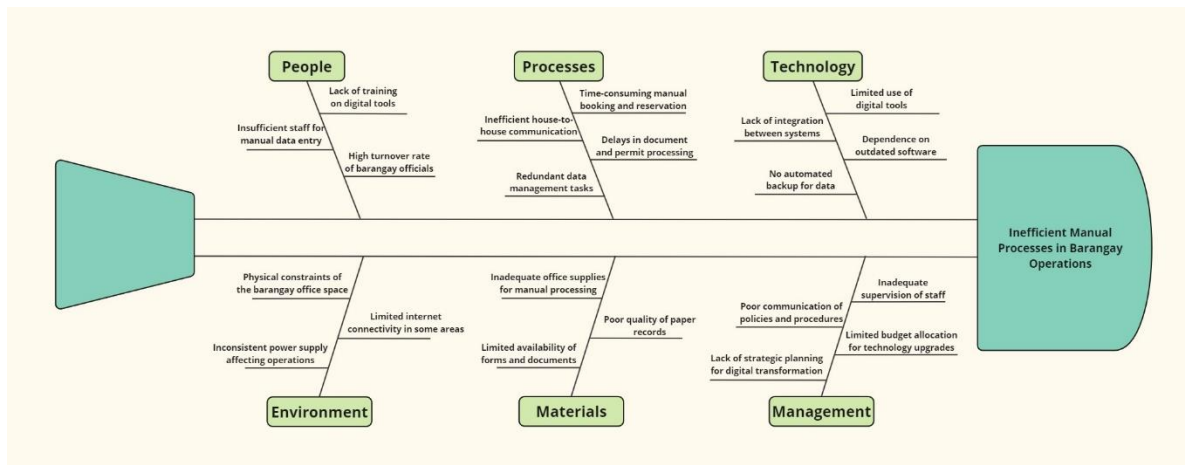 People
Lack of training
on digital tools
Insufficient staff for
manual data entry
High turnover rate
of barangay officials
Processes
Time-consuming manual
booking and reservation
Inefficient house-to-
house communication
Delays in document
and permit processing
Redundant data
management tasks
Technology
Limited use of
digital tools
Lack of integration
between systems
Dependence on
outdated software
No automated
backup for data
Inefficient Manual
Processes in Barangay
Operations
Physical constraints of
the barangay office space
Limited internet
connectivity in some areas
Inconsistent power supply
affecting operations
Environment
Inadequate office supplies
for manual processing
Poor quality of paper
records
Limited availability of
forms and documents
Materials
Inadequate
supervision of staff
Poor communication of
policies and procedures
Limited budget allocation
for technology upgrades
Lack of strategic planning
for digital transformation
Management